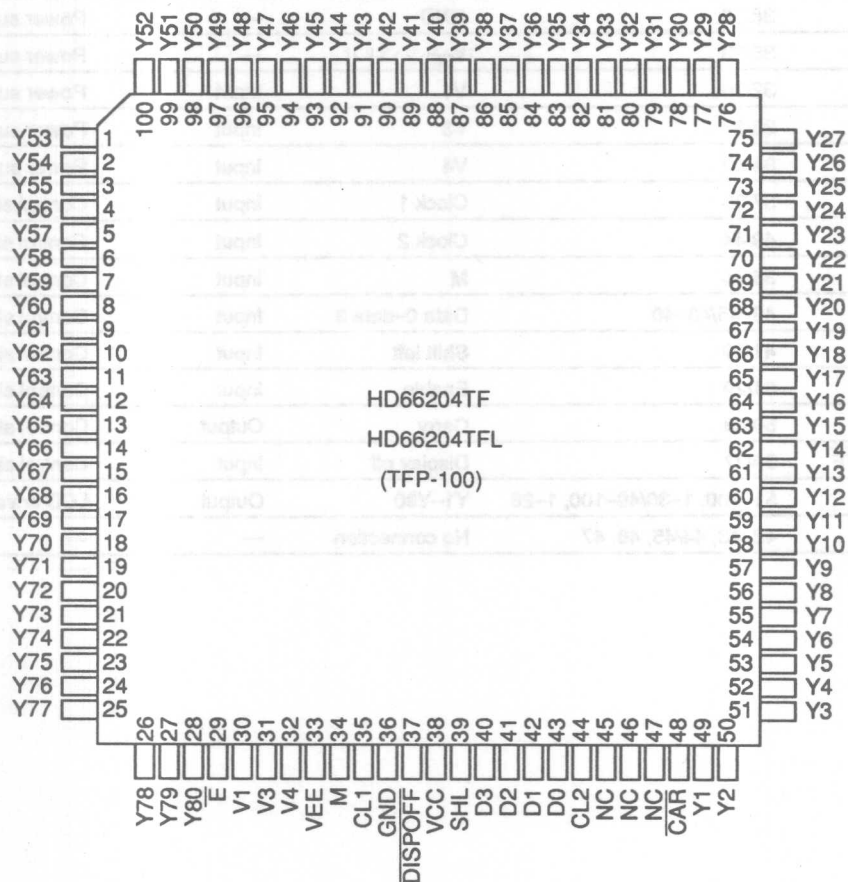 Y52 Y51 Y50 Y49 Y48 Y47 Y46 Y45 Y44 Y43 Y42 Y41 Y40 Y39 Y38 Y37 Y36 Y35 Y34 Y33 Y32 Y31 Y30 Y29 Y28
100 99 98 97 96 95 94 93 92 91 90 89 88 87 86 85 84 83 82 81 80 79 78 77 76
Y53 1 75 Y27
Y54 2 74 Y26
Y55 3 73 Y25
Y56 4 72 Y24
Y57 5 71 Y23
Y58 6 70 Y22
Y59 7 69 Y21
Y60 8 68 Y20
Y61 9 67 Y19
Y62 10 66 Y18
Y63 11 65 Y17
Y64 12 64 Y16
Y65 13 63 Y15
Y66 14 62 Y14
Y67 15 61 Y13
Y68 16 60 Y12
Y69 17 59 Y11
Y70 18 58 Y10
Y71 19 57 Y9
Y72 20 56 Y8
Y73 21 55 Y7
Y74 22 54 Y6
Y75 23 53 Y5
Y76 24 52 Y4
Y77 25 51 Y3
HD66204TF
HD66204TFL
(TFP-100)
26 27 28 29 30 31 32 33 34 35 36 37 38 39 40 41 42 43 44 45 46 47 48 49 50
Y78 Y79 Y80 E V1 V3 V4 VEE M CL1 GND DISPOFF VCC SHL D3 D2 D1 D0 CL2 NC NC NC CAR Y1 Y2